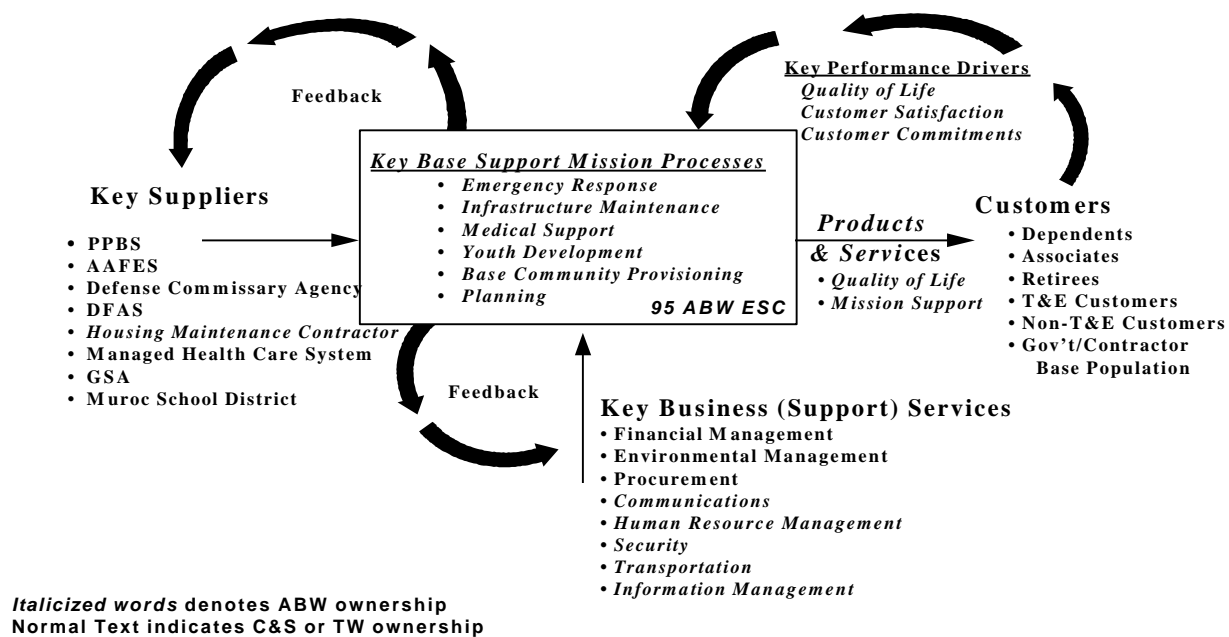 Key Performance Drivers
Quality of Life
Customer Satisfaction
Customer Commitments
Feedback
Key Base Support Mission Processes
• Emergency Response
• Infrastructure Maintenance
• Medical Support
• Youth Development
• Base Community Provisioning
• Planning
95 ABW ESC
Key Suppliers
• PPBS
• AAFES
• Defense Commissary Agency
• DFAS
• Housing Maintenance Contractor
• Managed Health Care System
• GSA
• Muroc School District
Products
& Services
• Quality of Life
• Mission Support
Customers
• Dependents
• Associates
• Retirees
• T&E Customers
• Non-T&E Customers
• Gov't/Contractor
Base Population
Feedback
Key Business (Support) Services
• Financial Management
• Environmental Management
• Procurement
• Communications
• Human Resource Management
• Security
• Transportation
• Information Management
Italicized words denotes ABW ownership
Normal Text indicates C&S or TW ownership